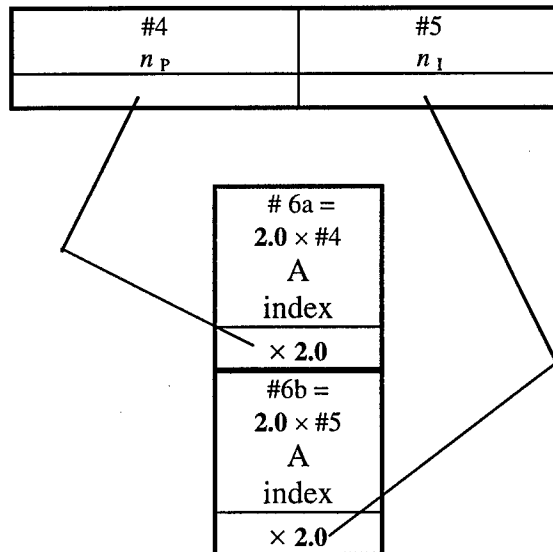 #4 #5
n P n I
# 6a =
2.0 × #4
A
index
× 2.0
#6b =
2.0 × #5
A
index
× 2.0